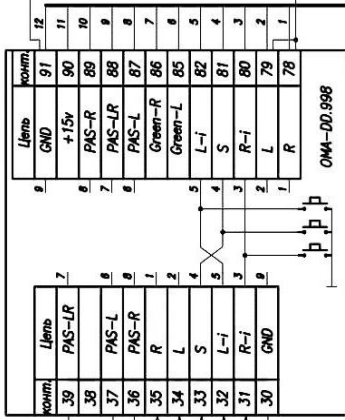 12 11 10 9 8 7 6 5 4 3 2 1
конт. 91 90 89 88 87 86 85 82 81 80 79 78
Цепь GND +15v PAS-R PAS-LR PAS-L Green-R Green-L L-i S R-i L R
9 8 7 6 5 4 3 2 1
OMA-DD.998
7 6 8 1 2 4 5 3 9
Цепь PAS-LR PAS-L PAS-R R L S L-i R-i GND
конт. 39 38 37 36 35 34 33 32 31 30